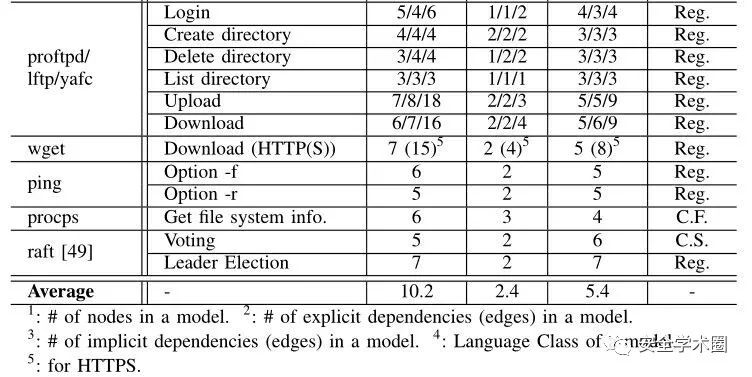 Login 5/4/6 1/1/2 4/3/4 Reg.
Create directory 4/4/4 2/2/2 3/3/3 Reg.
proftpd/ Delete directory 3/4/4 1/2/2 3/3/3 Reg.
lftp/yafc List directory 3/3/3 1/1/1 3/3/3 Reg.
Upload 7/8/18 2/2/3 5/5/9 Reg.
Download 6/7/16 2/2/4 5/6/9 Reg.
wget Download (HTTP(S)) 7 (15)5 2 (4)5 5 (8)5 Reg.
ping Option -f 6 2 5 Reg.
Option -r 5 2 5 Reg.
procps Get file system info. 6 3 4 C.F.
raft [49] Voting 5 2 6 C.S.
Leader Election 7 2 7 Reg.
Average - 10.2 2.4 5.4 -
1: # of nodes in a model. 2: # of explicit dependencies (edges) in a model.
3: # of implicit dependencies (edges) in a model. 4: Language Class of model
5: for HTTPS.
安全学术圈